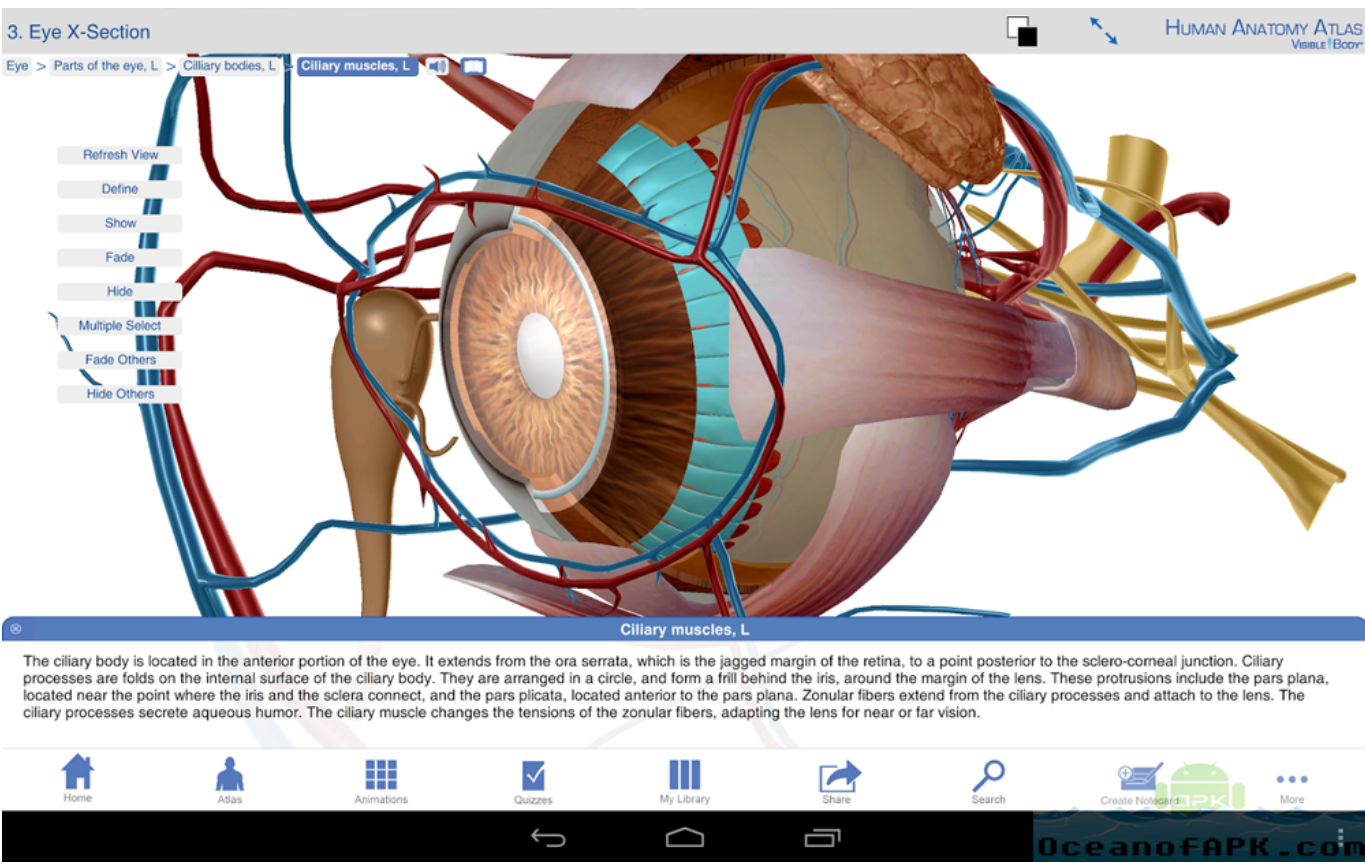 3. Eye X-Section
HUMAN ANATOMY ATLAS
VISIBLE BODY
Eye > Parts of the eye, L > Cilliary bodies, L > Ciliary muscles, L
Refresh View
Define
Show
Fade
Hide
Multiple Select
Fade Others
Hide Others
Ciliary muscles, L
The ciliary body is located in the anterior portion of the eye. It extends from the ora serrata, which is the jagged margin of the retina, to a point posterior to the sclero-corneal junction. Ciliary
processes are folds on the internal surface of the ciliary body. They are arranged in a circle, and form a frill behind the iris, around the margin of the lens. These protrusions include the pars plana,
located near the point where the iris and the sclera connect, and the pars plicata, located anterior to the pars plana. Zonular fibers extend from the ciliary processes and attach to the lens. The
ciliary processes secrete aqueous humor. The ciliary muscle changes the tensions of the zonular fibers, adapting the lens for near or far vision.
Home
Atlas
Animations
Quizzes
My Library
Share
Search
Create Notecard
More
APK
OceanofAPK.com